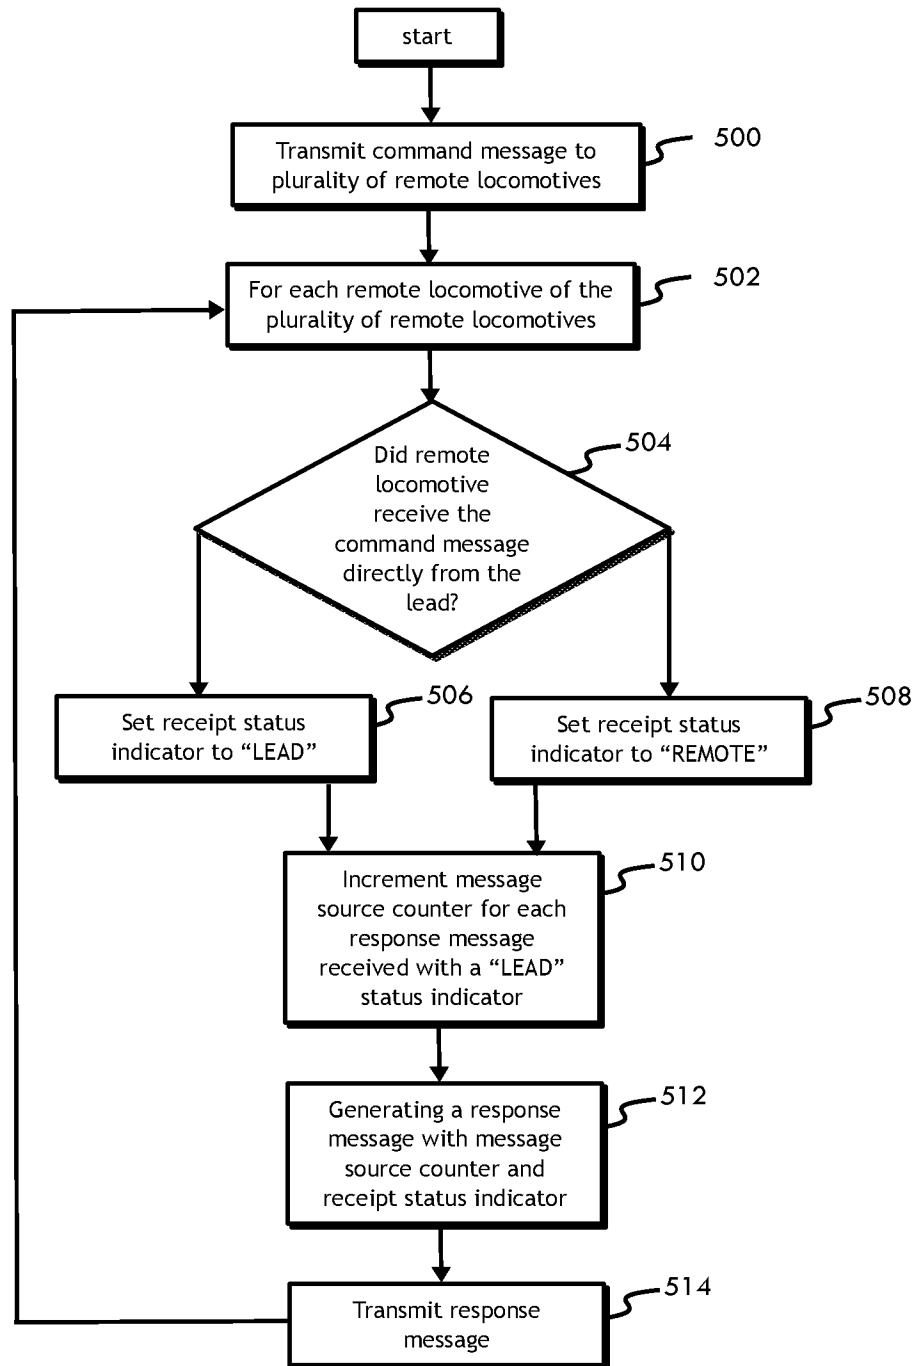 start
Transmit command message to
plurality of remote locomotives
500
For each remote locomotive of the
plurality of remote locomotives
502
Did remote
locomotive
receive the
command message
directly from the
lead?
504
Set receipt status
indicator to “LEAD”
506
Set receipt status
indicator to “REMOTE”
508
Increment message
source counter for each
response message
received with a “LEAD”
status indicator
510
Generating a response
message with message
source counter and
receipt status indicator
512
Transmit response
message
514